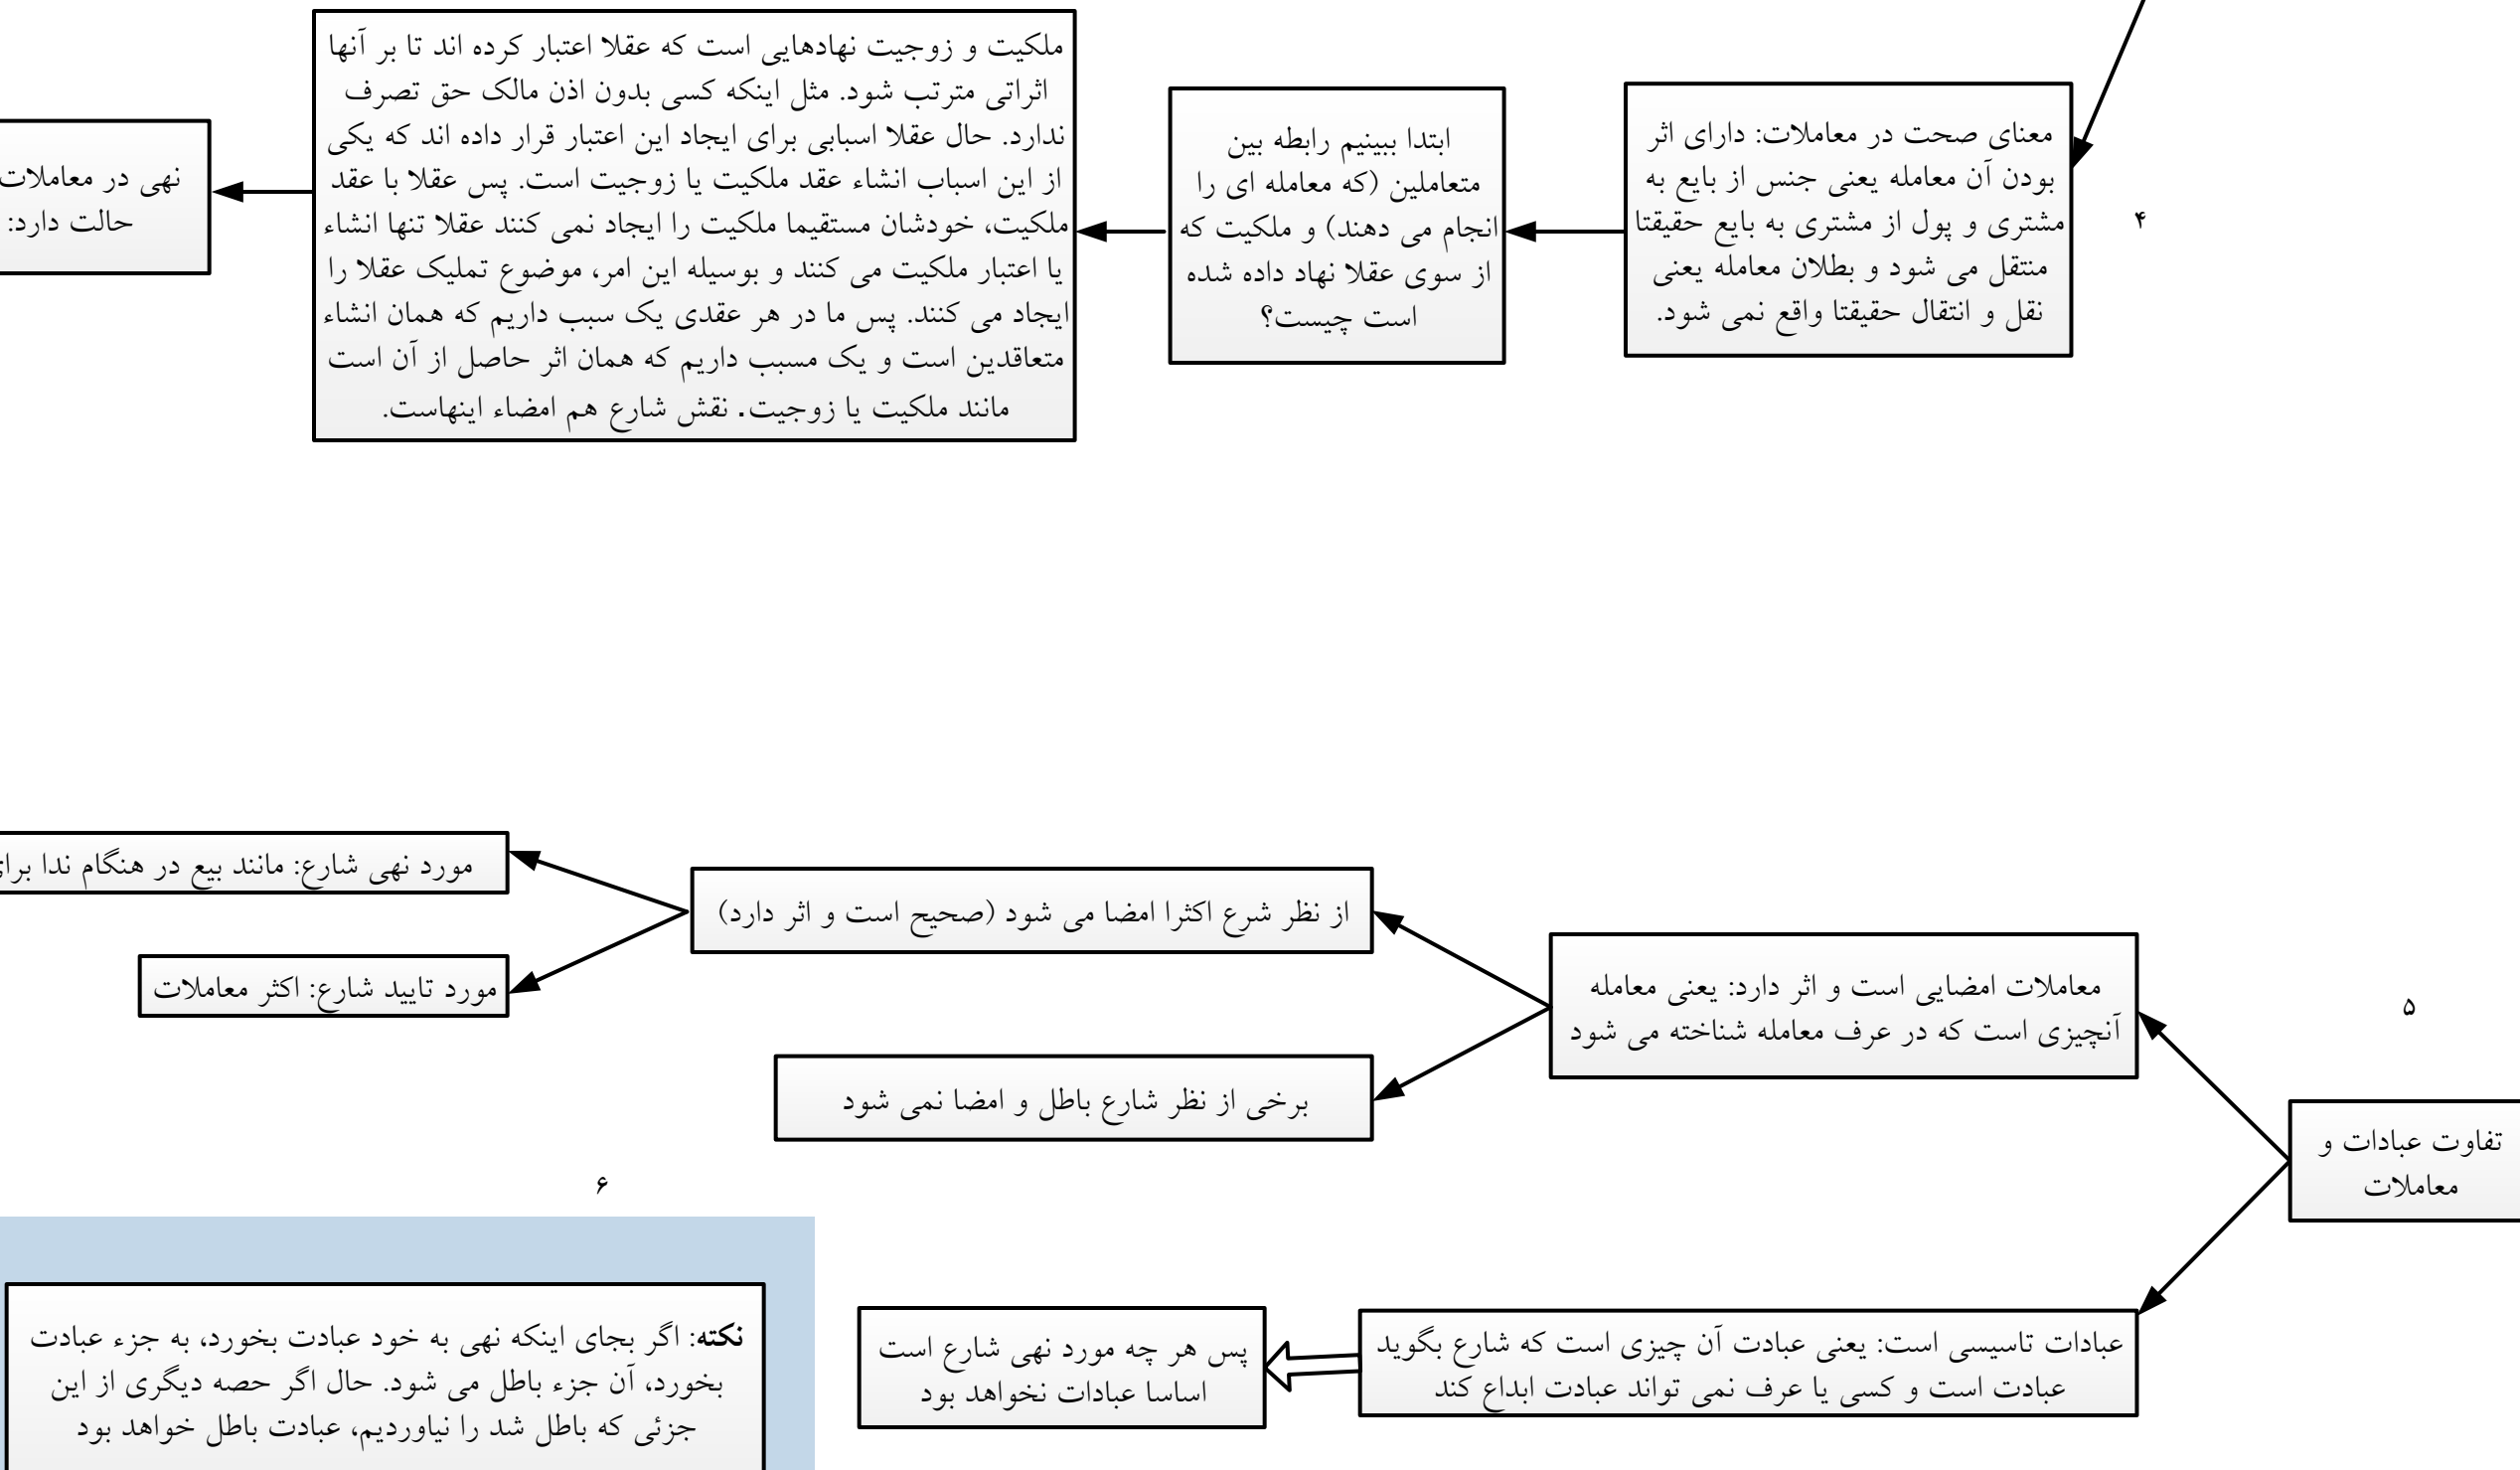 معنای صحت در معاملات: دارای اثر
بودن آن معامله یعنی جنس از بایع به
مشتری و پول از مشتری به بایع حقیقتا
منتقل می شود و بطلان معامله یعنی
نقل و انتقال حقیقتا واقع نمی شود.
۴
ابتدا ببینیم رابطه بین
متعاملین (که معامله ای را
انجام می دهند) و ملکیت که
از سوی عقلا نهاد داده شده
است چیست؟
ملکیت و زوجیت نهادهایی است که عقلا اعتبار کرده اند تا بر آنها
اثراتی مترتب شود. مثل اینکه کسی بدون اذن مالک حق تصرف
ندارد. حال عقلا اسبابی برای ایجاد این اعتبار قرار داده اند که یکی
از این اسباب انشاء عقد ملکیت یا زوجیت است. پس عقلا با عقد
ملکیت، خودشان مستقیما ملکیت را ایجاد نمی کنند عقلا تنها انشاء
یا اعتبار ملکیت می کنند و بوسیله این امر، موضوع تملیک عقلا را
ایجاد می کنند. پس ما در هر عقدی یک سبب داریم که همان انشاء
متعاقدین است و یک مسبب داریم که همان اثر حاصل از آن است
مانند ملکیت یا زوجیت. نقش شارع هم امضاء اینهاست.
نهی در معاملات
حالت دارد:
۵
تفاوت عبادات و
معاملات
معاملات امضایی است و اثر دارد: یعنی معامله
آنچیزی است که در عرف معامله شناخته می شود
از نظر شرع اکثرا امضا می شود (صحیح است و اثر دارد)
مورد نهی شارع: مانند بیع در هنگام ندا برای
مورد تایید شارع: اکثر معاملات
برخی از نظر شارع باطل و امضا نمی شود
عبادات تاسیسی است: یعنی عبادت آن چیزی است که شارع بگوید
عبادت است و کسی یا عرف نمی تواند عبادت ابداع کند
پس هر چه مورد نهی شارع است
اساسا عبادات نخواهد بود
۶
نکته: اگر بجای اینکه نهی به خود عبادت بخورد، به جزء عبادت
بخورد، آن جزء باطل می شود. حال اگر حصه دیگری از این
جزئی که باطل شد را نیاوردیم، عبادت باطل خواهد بود